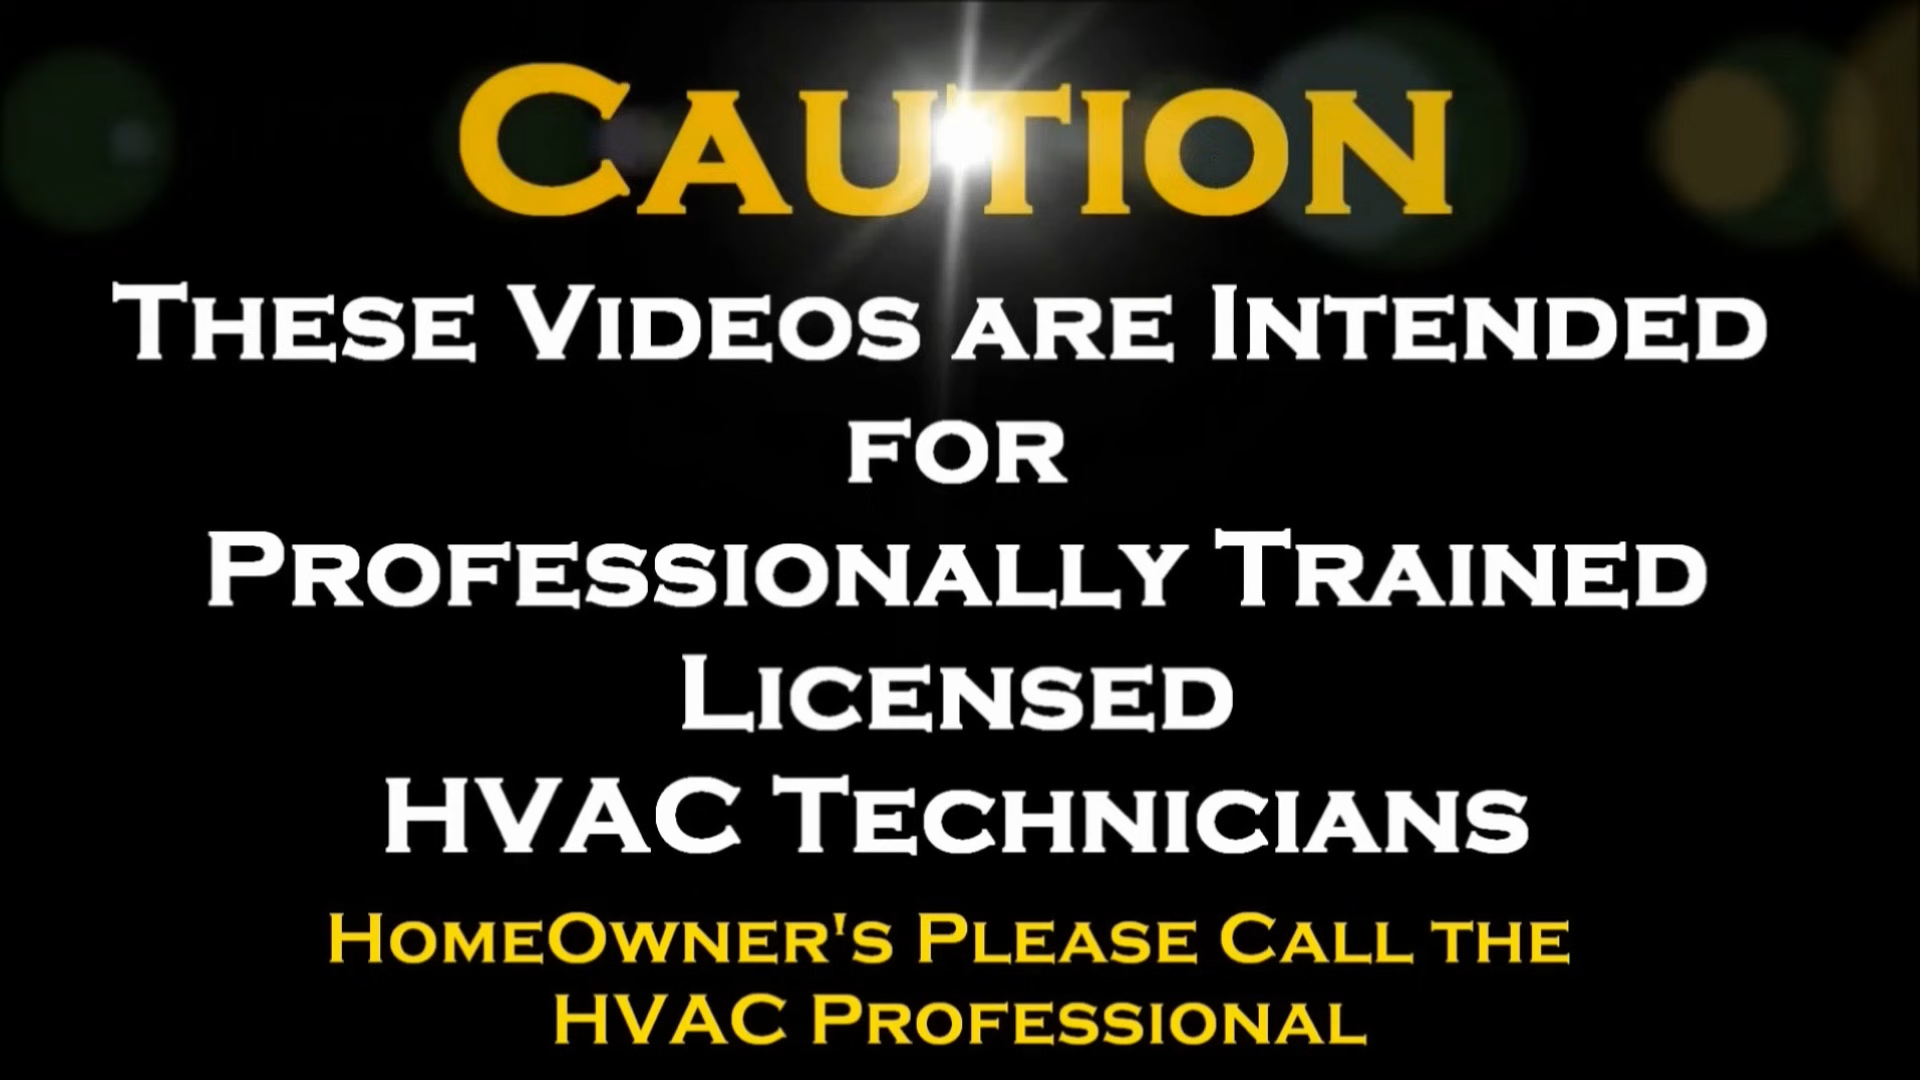 Caution
These Videos are Intended
for
Professionally Trained
Licensed
HVAC Technicians
HomeOwner's Please Call the
HVAC Professional